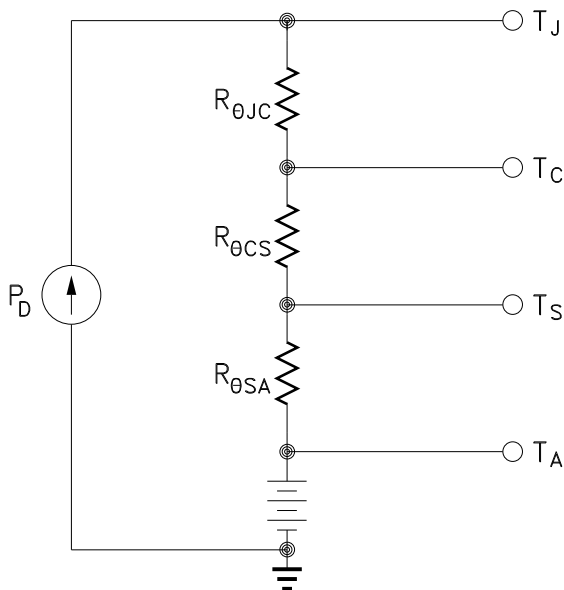 T_J
R_θJC
T_C
R_θCS
P_D
T_S
R_θSA
T_A